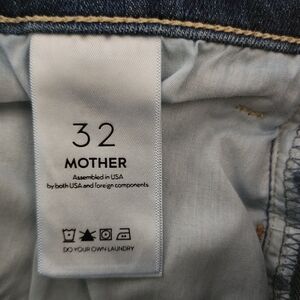 32
MOTHER
Assembled in USA
by both USA and foreign components
DO YOUR OWN LAUNDRY